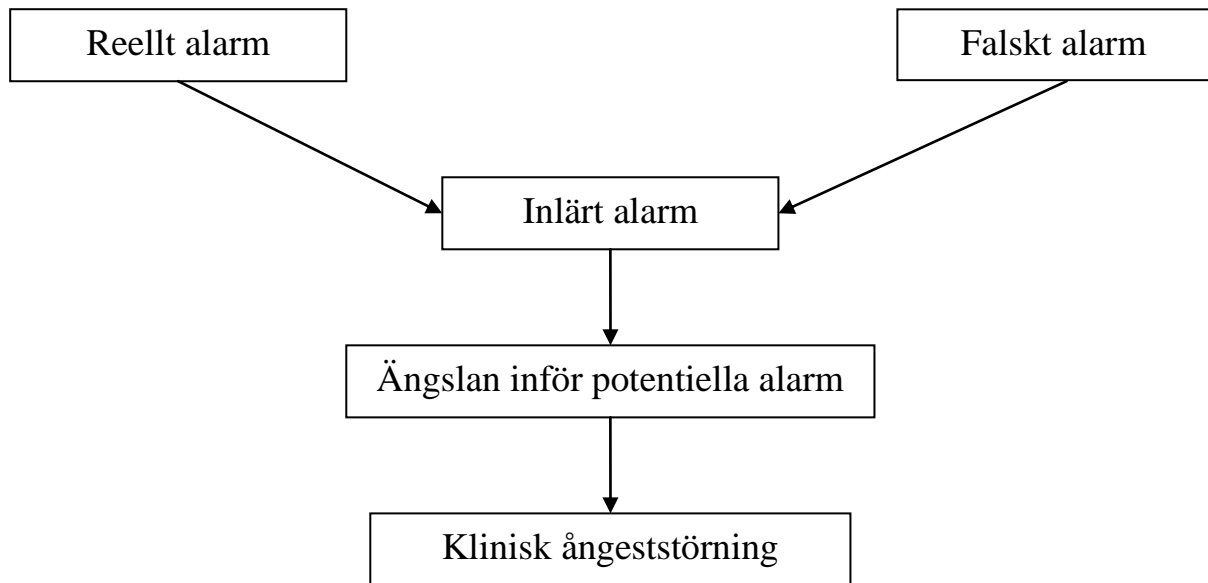 Reellt alarm
Falskt alarm
Inlärt alarm
Ängslan inför potentiella alarm
Klinisk ångeststörning